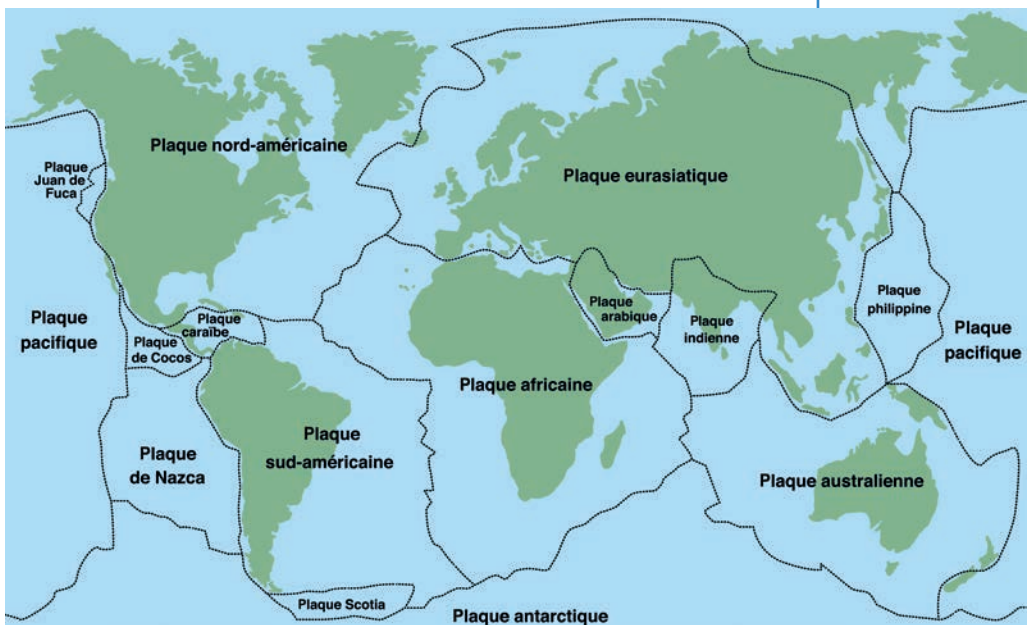 Plaque nord-américaine
Plaque
Juan de
Fuca
Plaque eurasiatique
Plaque
pacifique
Plaque
caraïbe
Plaque
de Cocos
Plaque
arabique
Plaque
indienne
Plaque
philippine
Plaque
pacifique
Plaque africaine
Plaque
de Nazca
Plaque
sud-américaine
Plaque australienne
Plaque Scotia
Plaque antarctique